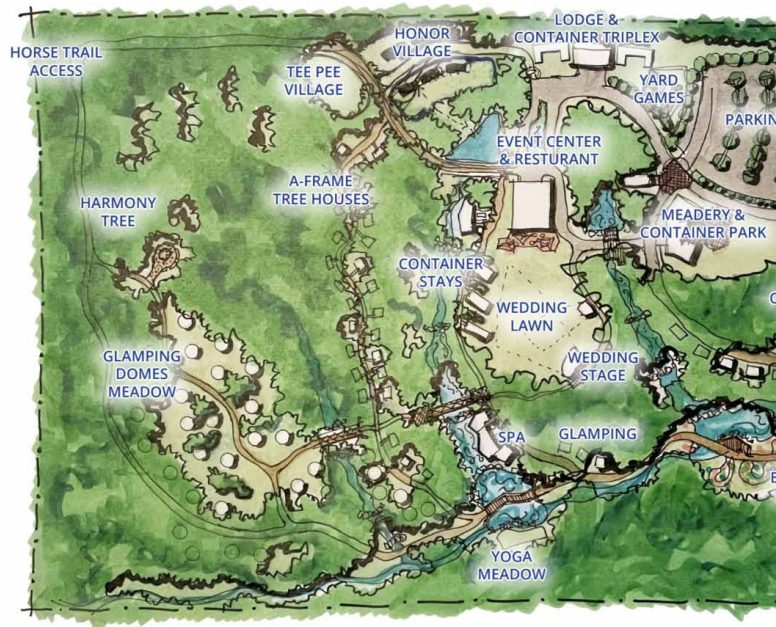 HONOR
VILLAGE
LODGE &
CONTAINER TRIPLEX
HORSE TRAIL
ACCESS
TEE PEE
VILLAGE
YARD
GAMES
PARKIN
EVENT CENTER
& RESTURANT
A-FRAME
TREE HOUSES
HARMONY
TREE
MEADERY &
CONTAINER PARK
CONTAINER
STAYS
WEDDING
LAWN
GLAMPING
DOMES
MEADOW
WEDDING
STAGE
SPA
GLAMPING
YOGA
MEADOW